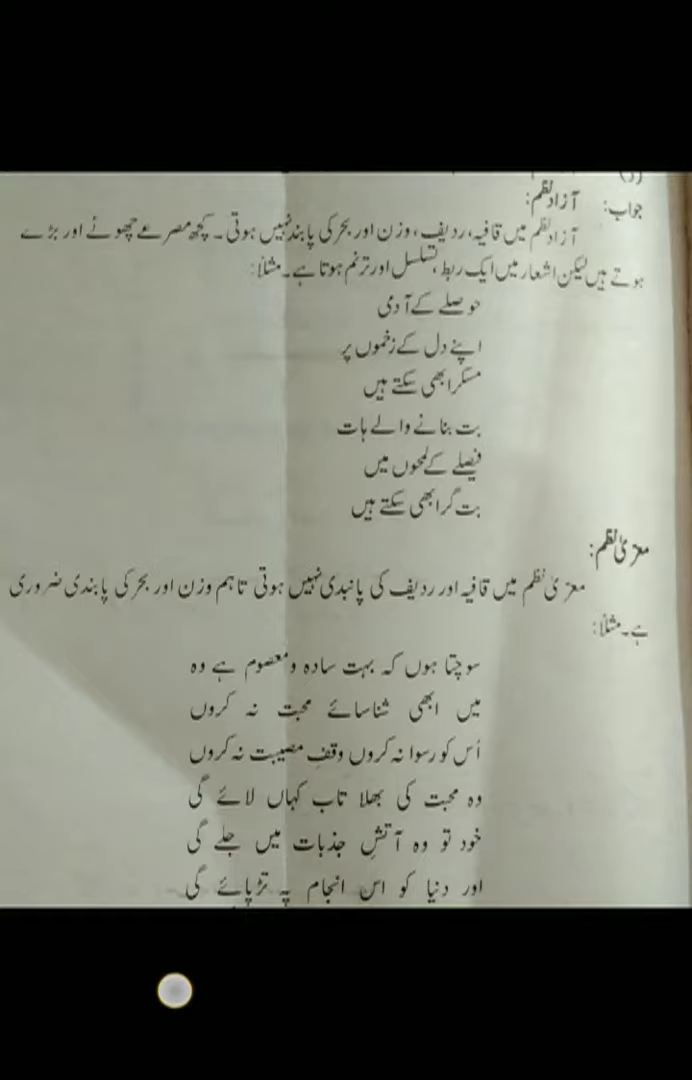 (3)
جواب: آزاد نظم:
آزاد نظم میں قافیہ، ردیف، وزن اور بحر کی پابند نہیں ہوتی۔ کچھ مصرعے چھوٹے اور بڑے
ہوتے ہیں لیکن اشعار میں ایک ربط، تسلسل اور ترنم ہوتا ہے۔ مثلاً:
حوصلے کے آدمی
اپنے دل کے زخموں پر
مسکرا بھی سکتے ہیں
بت بنانے والے ہات
فیصلے کے لمحوں میں
بت گرا بھی سکتے ہیں
معریٰ نظم:
معریٰ نظم میں قافیہ اور ردیف کی پانبدی نہیں ہوتی تاہم وزن اور بحر کی پابندی ضروری
ہے۔ مثلاً:
سوچتا ہوں کہ بہت سادہ و معصوم ہے وہ
میں ابھی شناسائے محبت نہ کروں
اُس کو رسوا نہ کروں وقفِ مصیبت نہ کروں
وہ محبت کی بھلا تاب کہاں لائے گی
خود تو وہ آتشِ جذبات میں جلے گی
اور دنیا کو اس انجام پہ تڑپائے گی